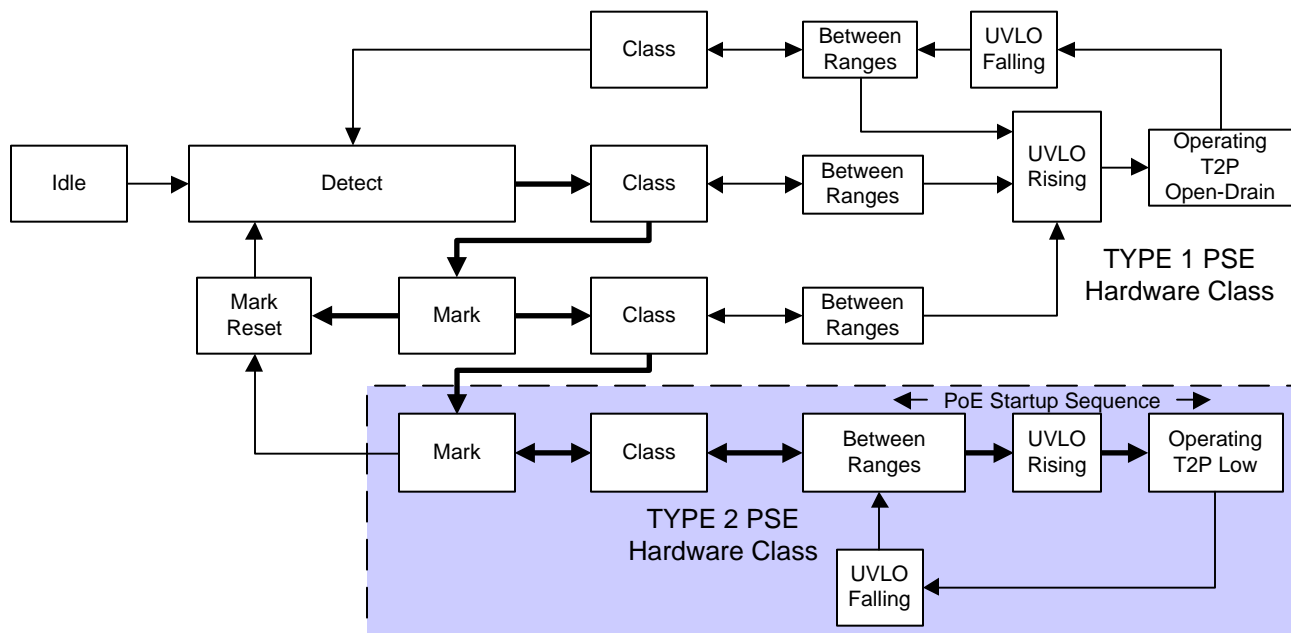 Class
Between
Ranges
UVLO
Falling
Idle
Detect
Class
Between
Ranges
UVLO
Rising
Operating
T2P
Open-Drain
TYPE 1 PSE
Hardware Class
Mark
Reset
Mark
Class
Between
Ranges
PoE Startup Sequence
Mark
Class
Between
Ranges
UVLO
Rising
Operating
T2P Low
TYPE 2 PSE
Hardware Class
UVLO
Falling